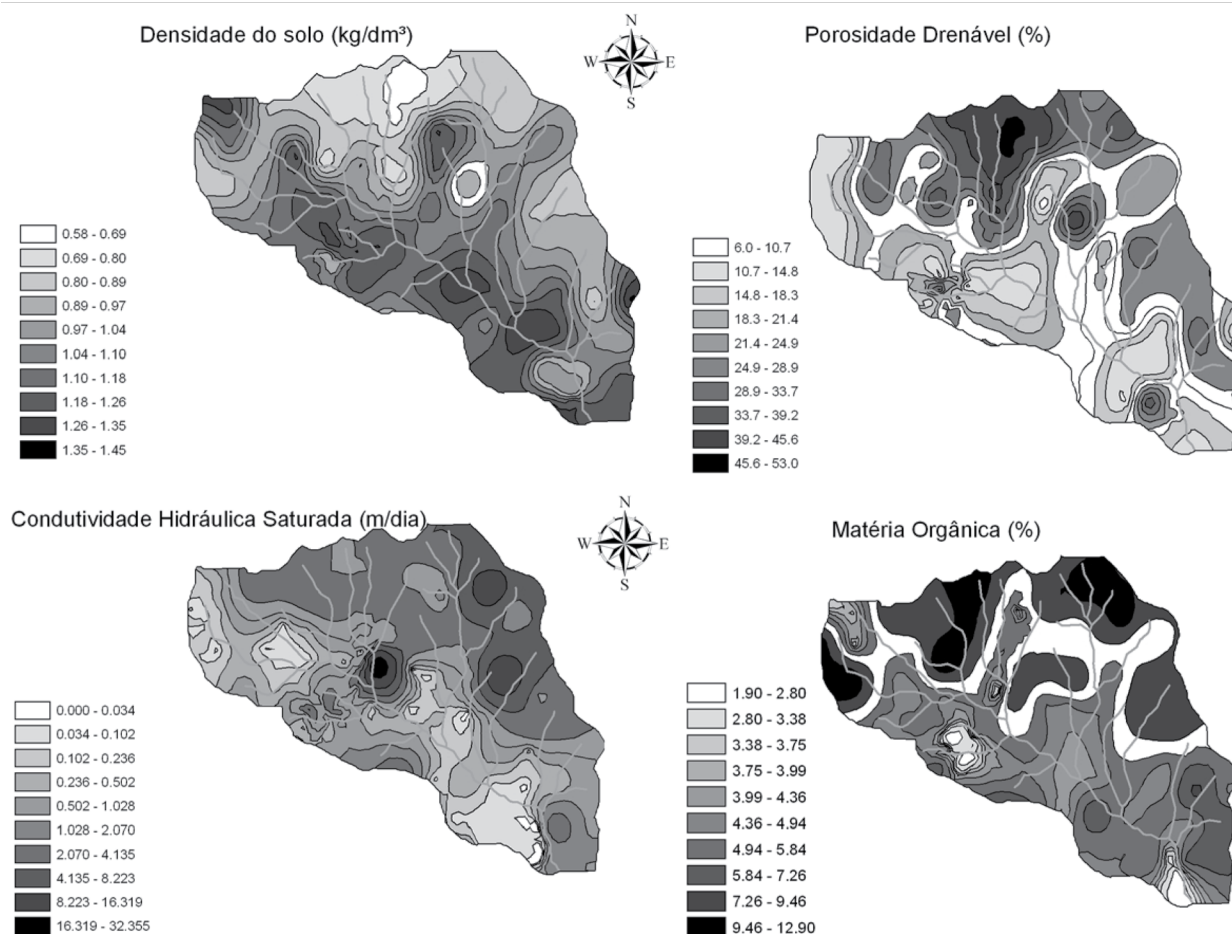 Densidade do solo (kg/dm³)
N
W E
S
0.58 - 0.69
0.69 - 0.80
0.80 - 0.89
0.89 - 0.97
0.97 - 1.04
1.04 - 1.10
1.10 - 1.18
1.18 - 1.26
1.26 - 1.35
1.35 - 1.45
Porosidade Drenável (%)
6.0 - 10.7
10.7 - 14.8
14.8 - 18.3
18.3 - 21.4
21.4 - 24.9
24.9 - 28.9
28.9 - 33.7
33.7 - 39.2
39.2 - 45.6
45.6 - 53.0
Condutividade Hidráulica Saturada (m/dia)
N
W E
S
0.000 - 0.034
0.034 - 0.102
0.102 - 0.236
0.236 - 0.502
0.502 - 1.028
1.028 - 2.070
2.070 - 4.135
4.135 - 8.223
8.223 - 16.319
16.319 - 32.355
Matéria Orgânica (%)
1.90 - 2.80
2.80 - 3.38
3.38 - 3.75
3.75 - 3.99
3.99 - 4.36
4.36 - 4.94
4.94 - 5.84
5.84 - 7.26
7.26 - 9.46
9.46 - 12.90